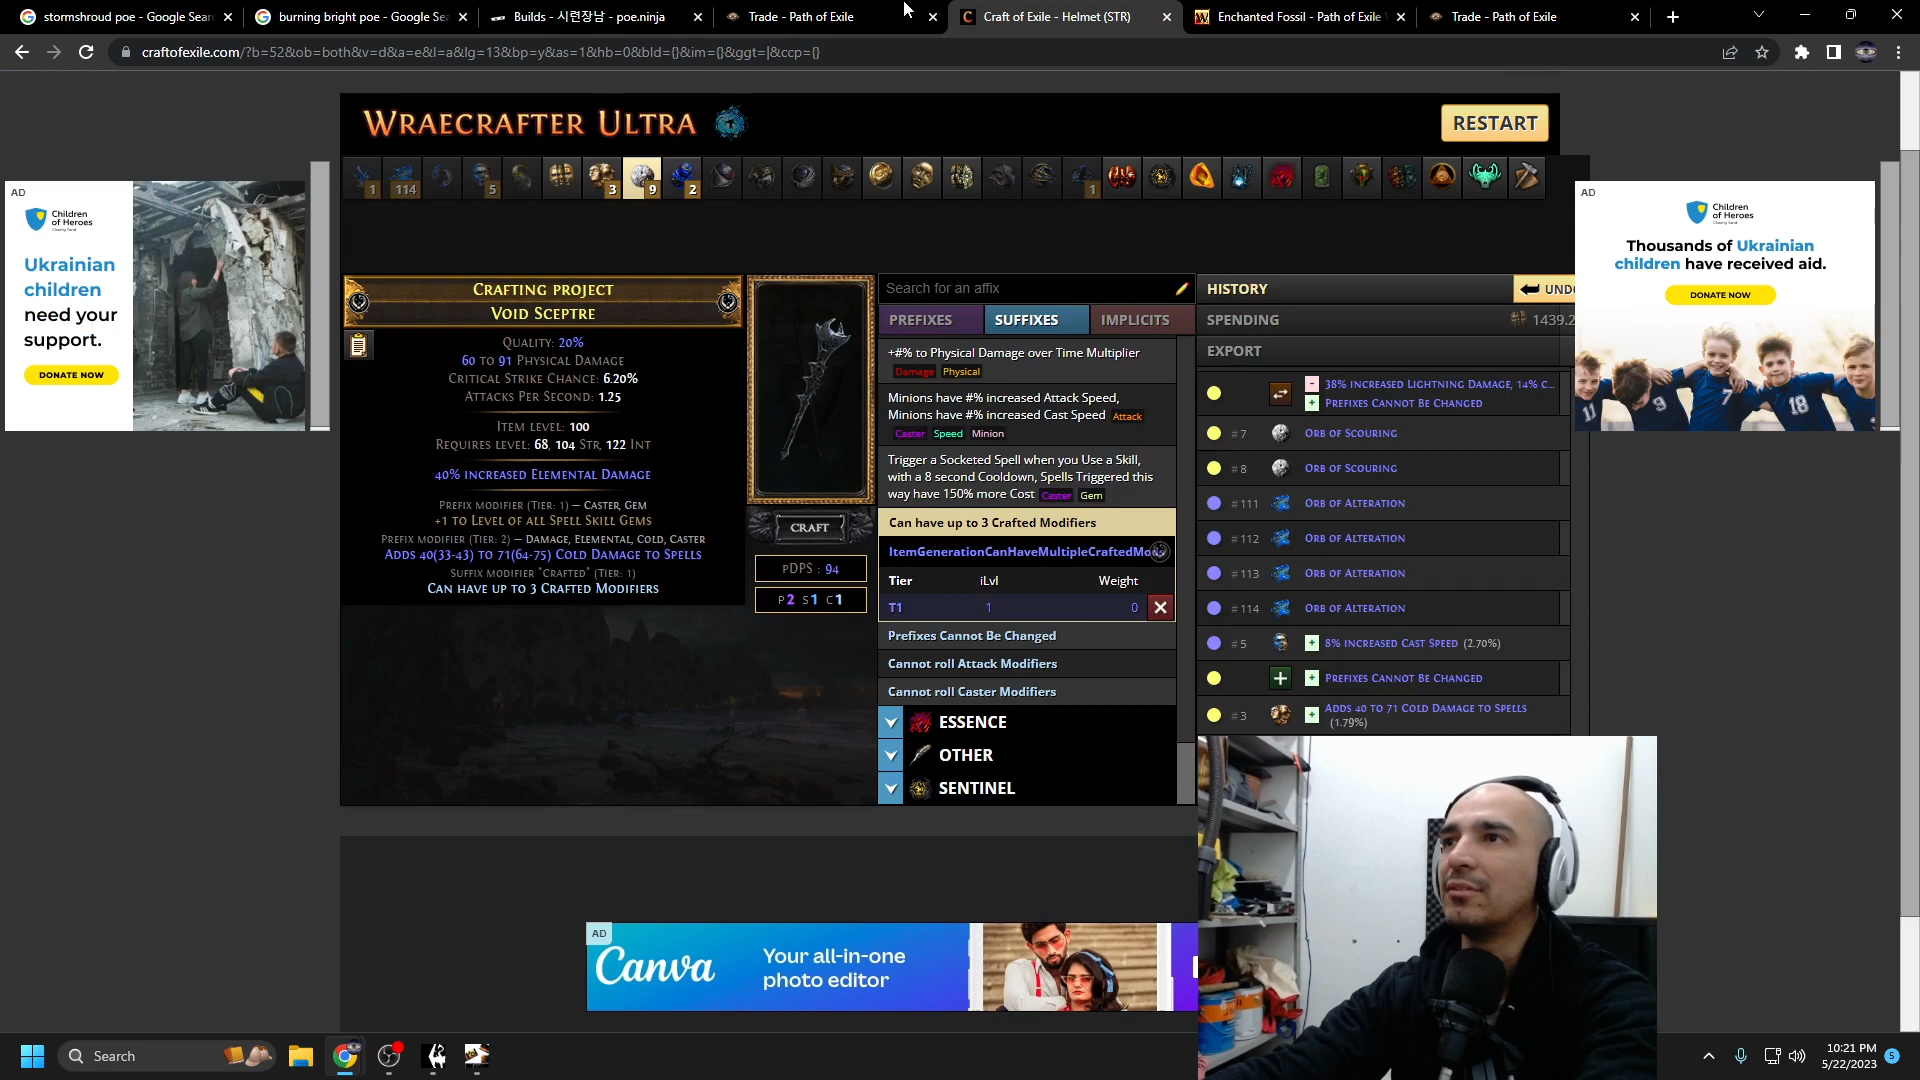 stormshroud poe - Google Sear
burning bright poe - Google Se
Builds - 시련장남 - poe.ninja
Trade - Path of Exile
Craft of Exile - Helmet (STR)
Enchanted Fossil - Path of Exile
Trade - Path of Exile
craftofexile.com/?b=52&ob=both&v=d&a=e&l=a&lg=13&bp=y&as=1&hb=0&bld={}&im={}&ggt=|&ccp={}
Wraecrafter Ultra
RESTART
1
114
5
3
9
2
1
AD
Children
of Heroes
Charity fund
Ukrainian
children
need your
support.
DONATE NOW
Crafting project
Void Sceptre
Quality: 20%
60 to 91 Physical Damage
Critical Strike Chance: 6.20%
Attacks Per Second: 1.25
Item level: 100
Requires level: 68, 104 Str, 122 Int
40% increased Elemental Damage
Prefix modifier (Tier: 1) — Caster, Gem
+1 to Level of all Spell Skill Gems
Prefix modifier (Tier: 2) — Damage, Elemental, Cold, Caster
Adds 40(33-43) to 71(64-75) Cold Damage to Spells
Suffix modifier "Crafted" (Tier: 1)
Can have up to 3 Crafted Modifiers
CRAFT
pDPS : 94
P2 S1 C1
Search for an affix
PREFIXES
SUFFIXES
IMPLICITS
+#% to Physical Damage over Time Multiplier
Damage Physical
Minions have #% increased Attack Speed,
Minions have #% increased Cast Speed Attack
Caster Speed Minion
Trigger a Socketed Spell when you Use a Skill,
with a 8 second Cooldown, Spells Triggered this
way have 150% more Cost Caster Gem
Can have up to 3 Crafted Modifiers
ItemGenerationCanHaveMultipleCraftedMo
Tier iLvl Weight
T1 1 0
Prefixes Cannot Be Changed
Cannot roll Attack Modifiers
Cannot roll Caster Modifiers
ESSENCE
OTHER
SENTINEL
HISTORY
UNDO
SPENDING
1439.2
EXPORT
- 38% increased Lightning Damage, 14% c...
+ Prefixes Cannot Be Changed
#7 Orb of Scouring
#8 Orb of Scouring
#111 Orb of Alteration
#112 Orb of Alteration
#113 Orb of Alteration
#114 Orb of Alteration
#5 + 8% increased Cast Speed (2.70%)
+ + Prefixes Cannot Be Changed
#3 + Adds 40 to 71 Cold Damage to Spells
(1.79%)
AD
Children
of Heroes
Charity fund
Thousands of Ukrainian
children have received aid.
DONATE NOW
11
7
9
18
AD
Canva
Your all-in-one
photo editor
Search
10:21 PM
5/22/2023
5